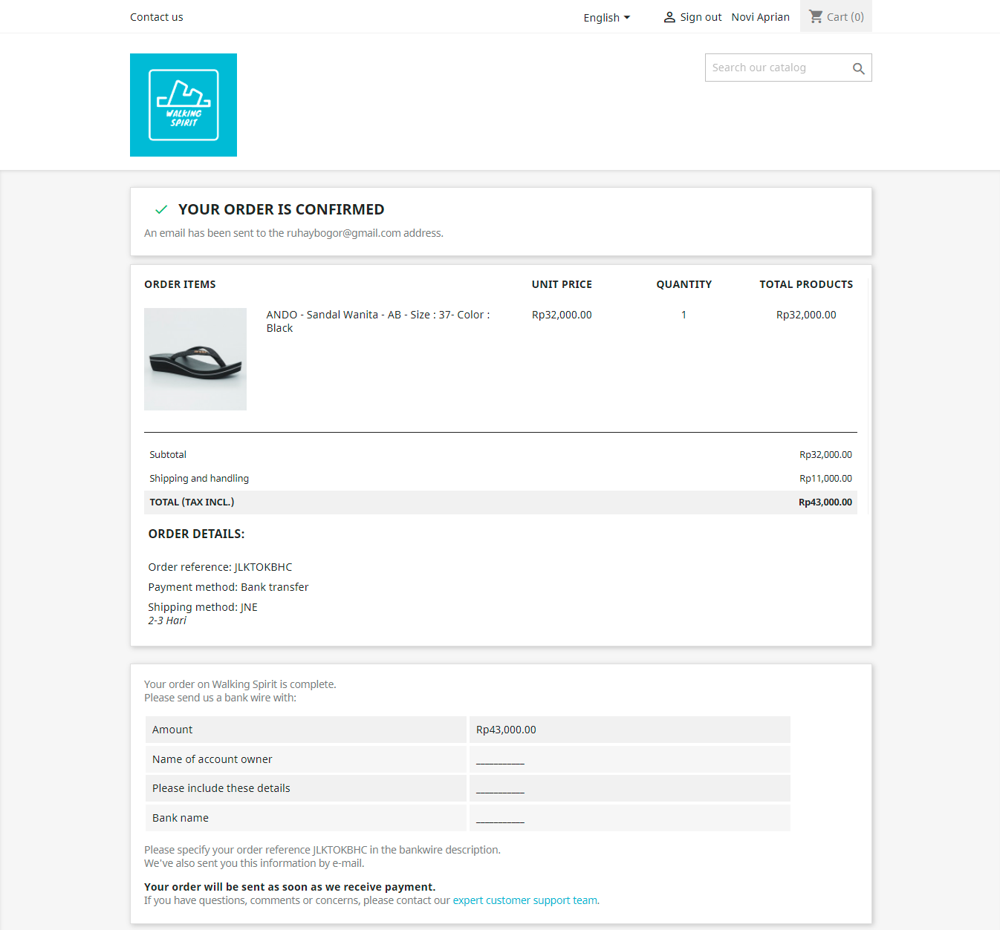 Contact us
English
Sign out
Novi Aprian
Cart (0)
WALKING
SPIRIT
Search our catalog
YOUR ORDER IS CONFIRMED
An email has been sent to the ruhaybogor@gmail.com address.
ORDER ITEMS UNIT PRICE QUANTITY TOTAL PRODUCTS
ANDO - Sandal Wanita - AB - Size : 37- Color : Rp32,000.00 1 Rp32,000.00
Black
Subtotal Rp32,000.00
Shipping and handling Rp11,000.00
TOTAL (TAX INCL.) Rp43,000.00
ORDER DETAILS:
Order reference: JLKTOKBHC
Payment method: Bank transfer
Shipping method: JNE
2-3 Hari
Your order on Walking Spirit is complete.
Please send us a bank wire with:
Amount Rp43,000.00
Name of account owner ___________
Please include these details ___________
Bank name ___________
Please specify your order reference JLKTOKBHC in the bankwire description.
We've also sent you this information by e-mail.
Your order will be sent as soon as we receive payment.
If you have questions, comments or concerns, please contact our expert customer support team.